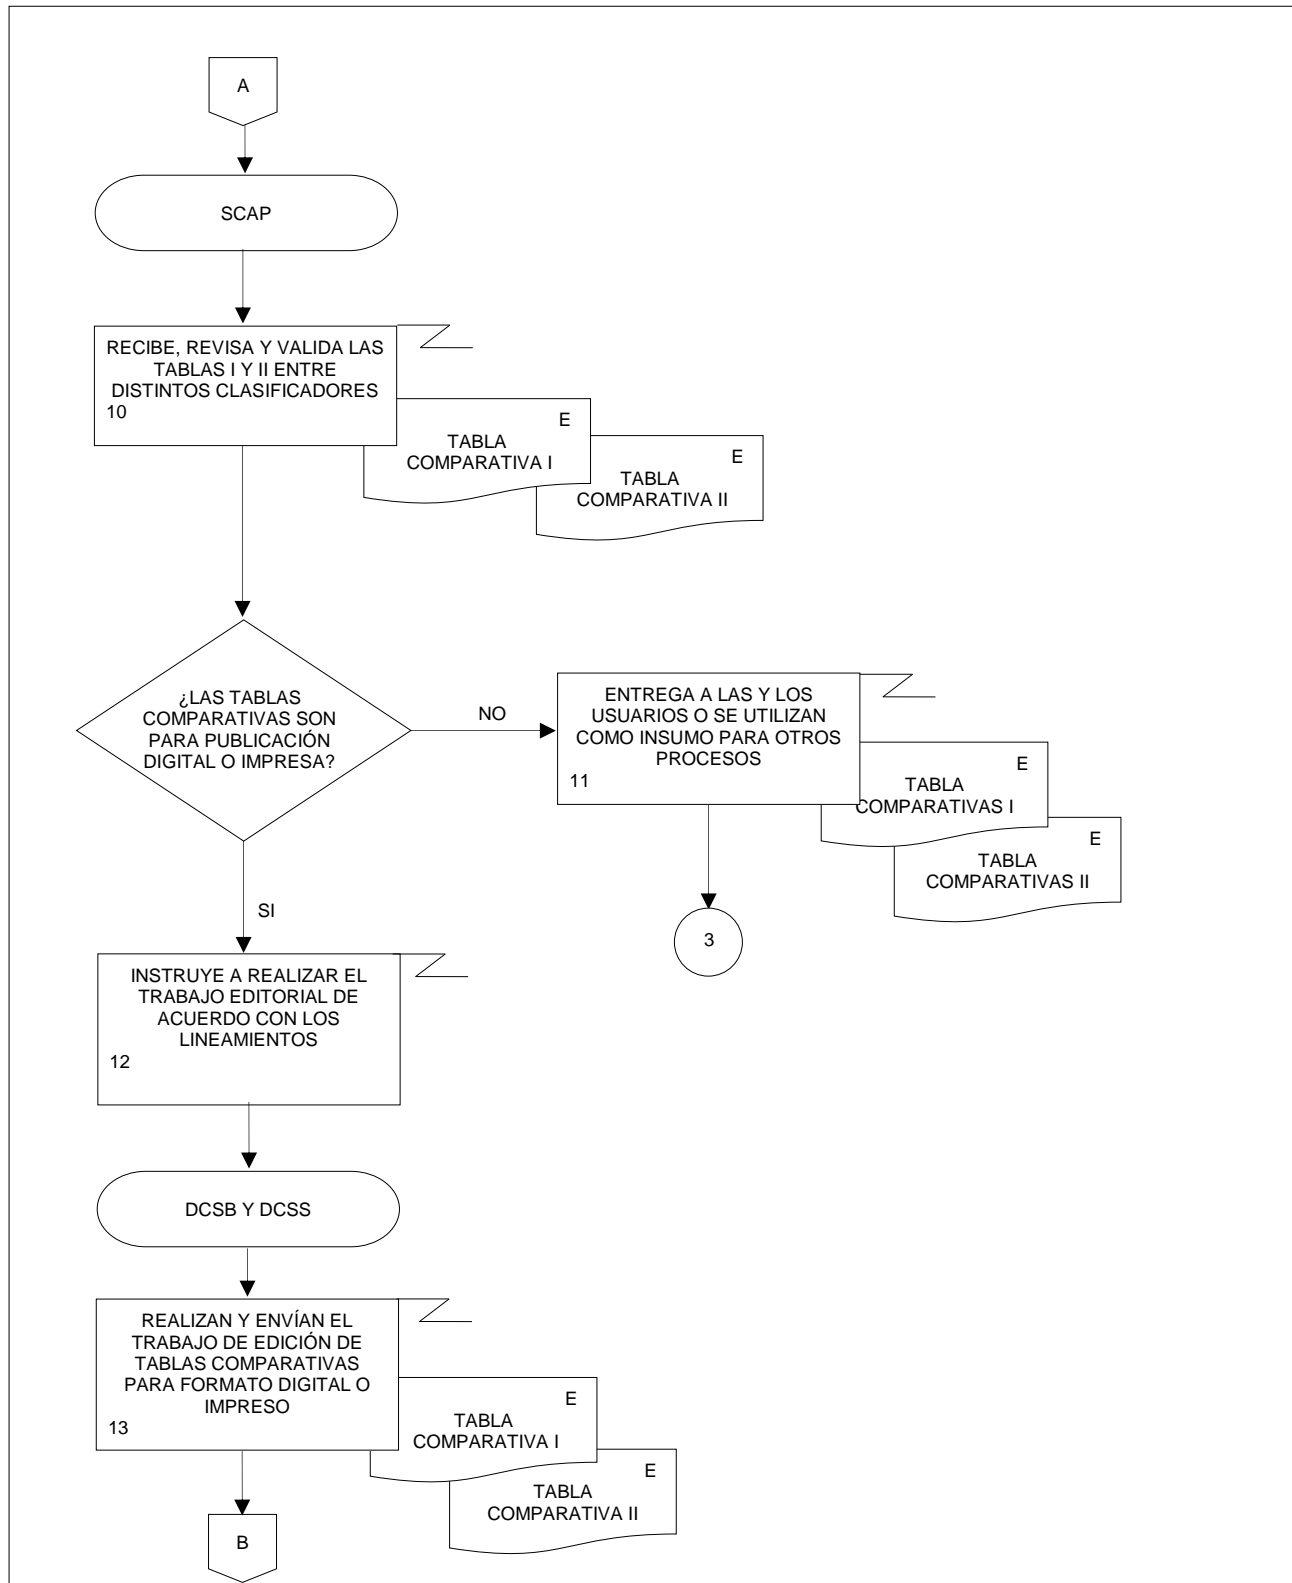 A
SCAP
RECIBE, REVISA Y VALIDA LAS
TABLAS I Y II ENTRE
DISTINTOS CLASIFICADORES
10
E
TABLA
COMPARATIVA I
E
TABLA
COMPARATIVA II
¿LAS TABLAS
COMPARATIVAS SON
PARA PUBLICACIÓN
DIGITAL O IMPRESA?
NO
ENTREGA A LAS Y LOS
USUARIOS O SE UTILIZAN
COMO INSUMO PARA OTROS
PROCESOS
11
E
TABLA
COMPARATIVAS I
E
TABLA
COMPARATIVAS II
3
SI
INSTRUYE A REALIZAR EL
TRABAJO EDITORIAL DE
ACUERDO CON LOS
LINEAMIENTOS
12
DCSB Y DCSS
REALIZAN Y ENVÍAN EL
TRABAJO DE EDICIÓN DE
TABLAS COMPARATIVAS
PARA FORMATO DIGITAL O
IMPRESO
13
E
TABLA
COMPARATIVA I
E
TABLA
COMPARATIVA II
B